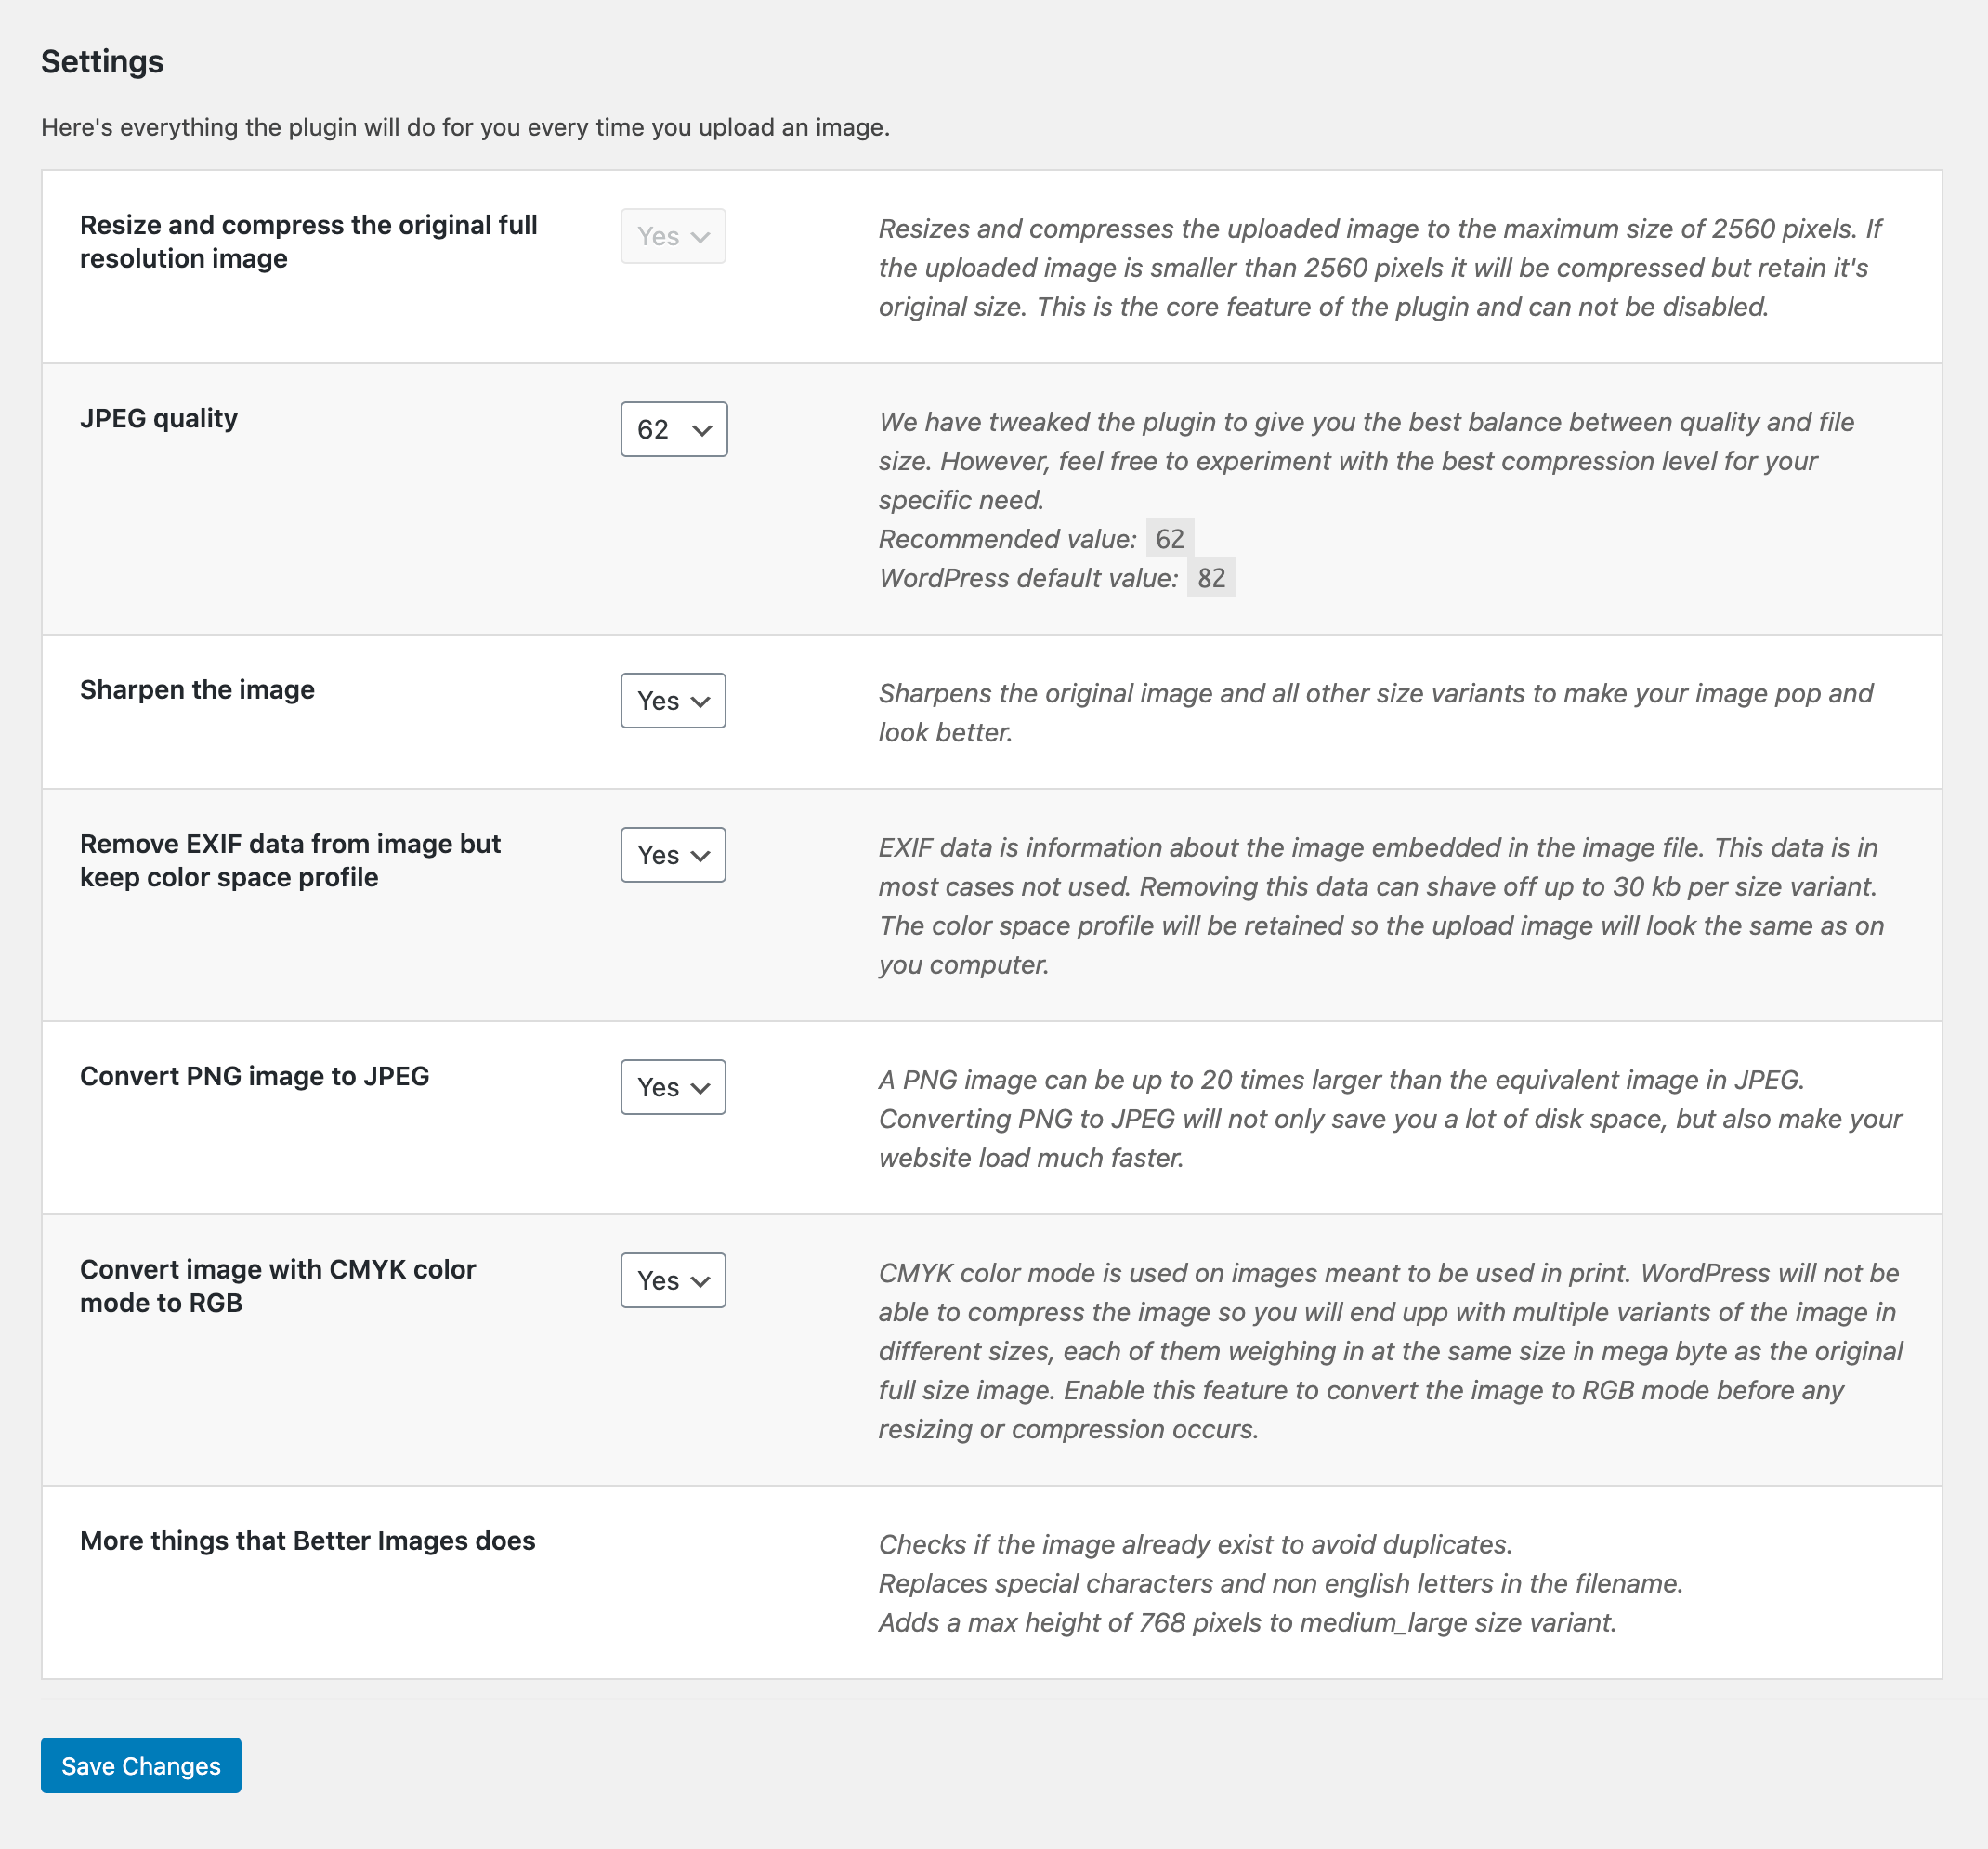 Settings
Here's everything the plugin will do for you every time you upload an image.
Resize and compress the original full
resolution image
Yes
Resizes and compresses the uploaded image to the maximum size of 2560 pixels. If
the uploaded image is smaller than 2560 pixels it will be compressed but retain it's
original size. This is the core feature of the plugin and can not be disabled.
JPEG quality
62
We have tweaked the plugin to give you the best balance between quality and file
size. However, feel free to experiment with the best compression level for your
specific need.
Recommended value: 62
WordPress default value: 82
Sharpen the image
Yes
Sharpens the original image and all other size variants to make your image pop and
look better.
Remove EXIF data from image but
keep color space profile
Yes
EXIF data is information about the image embedded in the image file. This data is in
most cases not used. Removing this data can shave off up to 30 kb per size variant.
The color space profile will be retained so the upload image will look the same as on
you computer.
Convert PNG image to JPEG
Yes
A PNG image can be up to 20 times larger than the equivalent image in JPEG.
Converting PNG to JPEG will not only save you a lot of disk space, but also make your
website load much faster.
Convert image with CMYK color
mode to RGB
Yes
CMYK color mode is used on images meant to be used in print. WordPress will not be
able to compress the image so you will end upp with multiple variants of the image in
different sizes, each of them weighing in at the same size in mega byte as the original
full size image. Enable this feature to convert the image to RGB mode before any
resizing or compression occurs.
More things that Better Images does
Checks if the image already exist to avoid duplicates.
Replaces special characters and non english letters in the filename.
Adds a max height of 768 pixels to medium_large size variant.
Save Changes